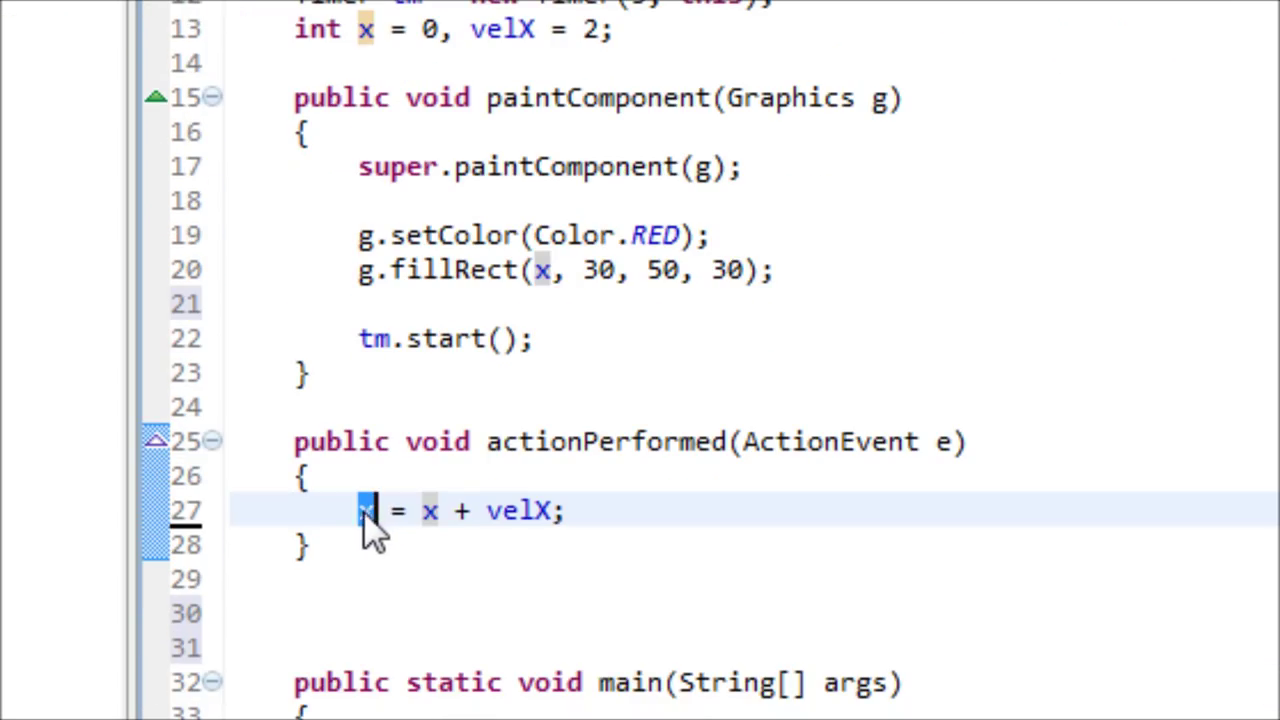 13 int x = 0, velX = 2;
14
15 public void paintComponent(Graphics g)
16 {
17 super.paintComponent(g);
18
19 g.setColor(Color.RED);
20 g.fillRect(x, 30, 50, 30);
21
22 tm.start();
23 }
24
25 public void actionPerformed(ActionEvent e)
26 {
27 x = x + velX;
28 }
29
30
31
32 public static void main(String[] args)
33 {